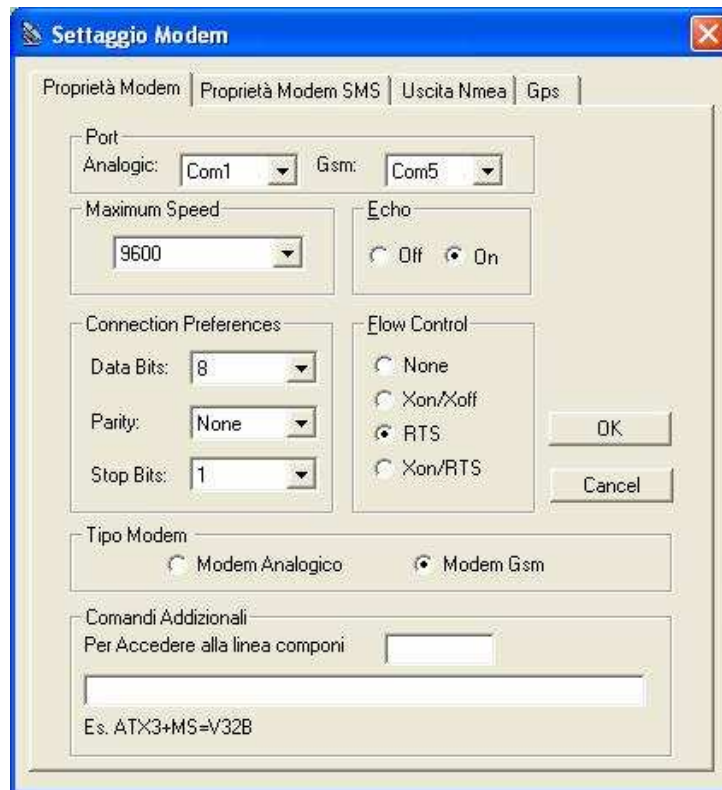 Settaggio Modem
Proprietà Modem
Proprietà Modem SMS
Uscita Nmea
Gps
Port
Analogic:
Com1
Gsm:
Com5
Maximum Speed
9600
Echo
Off
On
Connection Preferences
Data Bits:
8
Parity:
None
Stop Bits:
1
Flow Control
None
Xon/Xoff
RTS
Xon/RTS
OK
Cancel
Tipo Modem
Modem Analogico
Modem Gsm
Comandi Addizionali
Per Accedere alla linea componi
Es. ATX3+MS=V32B